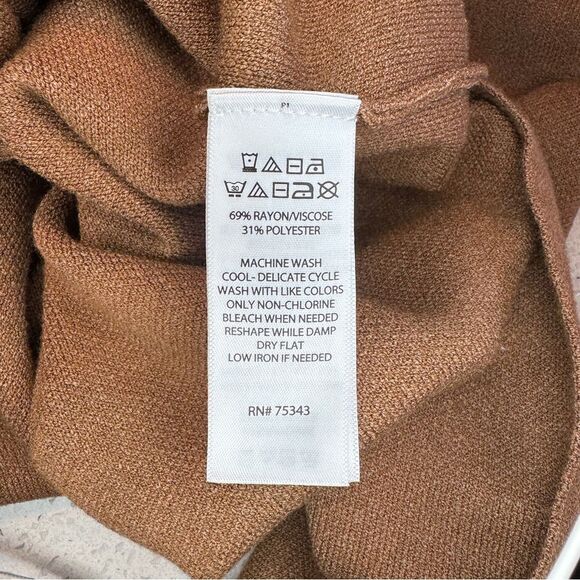 30
69% RAYON/VISCOSE
31% POLYESTER
MACHINE WASH
COOL- DELICATE CYCLE
WASH WITH LIKE COLORS
ONLY NON-CHLORINE
BLEACH WHEN NEEDED
RESHAPE WHILE DAMP
DRY FLAT
LOW IRON IF NEEDED
RN# 75343